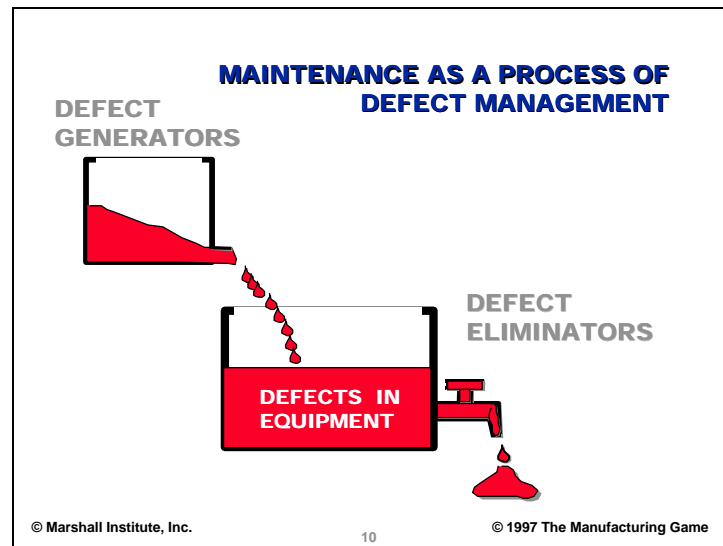 MAINTENANCE AS A PROCESS OF
DEFECT MANAGEMENT
DEFECT
GENERATORS
DEFECT
ELIMINATORS
DEFECTS IN
EQUIPMENT
© Marshall Institute, Inc.
10
© 1997 The Manufacturing Game